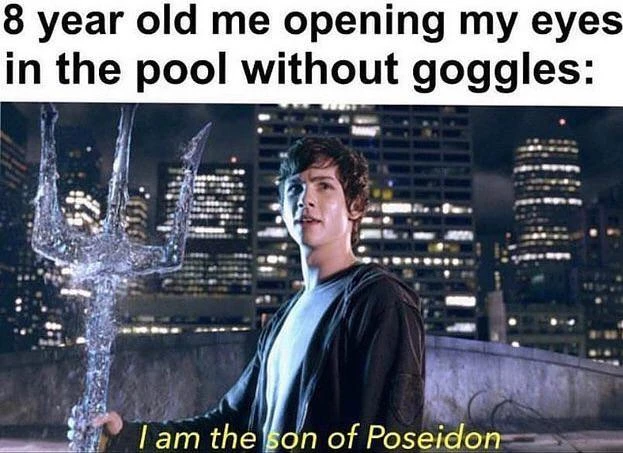 8 year old me opening my eyes
in the pool without goggles:
I am the son of Poseidon